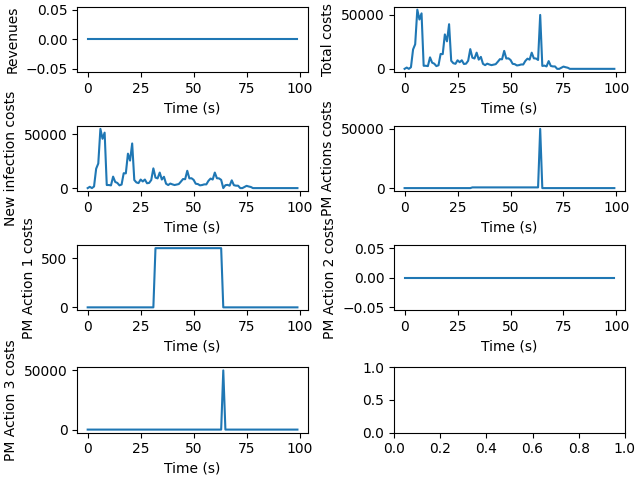 Revenues
0.05
0.00
−0.05
0 25 50 75 100
Time (s)
Total costs
50000
0
0 25 50 75 100
Time (s)
New infection costs
50000
0
0 25 50 75 100
Time (s)
PM Actions costs
50000
0
0 25 50 75 100
Time (s)
PM Action 1 costs
500
0
0 25 50 75 100
Time (s)
PM Action 2 costs
0.05
0.00
−0.05
0 25 50 75 100
Time (s)
PM Action 3 costs
50000
0
0 25 50 75 100
Time (s)
1.0
0.5
0.0
0.0 0.2 0.4 0.6 0.8 1.0